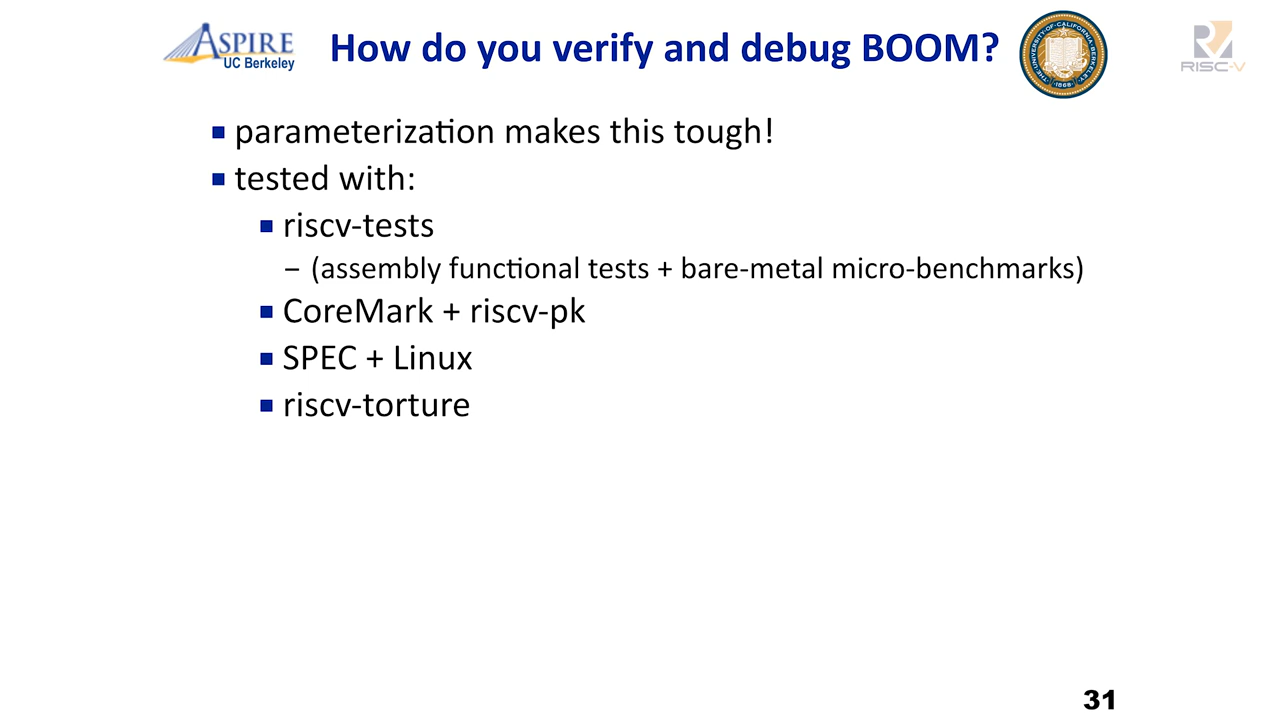 ASPIRE
UC Berkeley
How do you verify and debug BOOM?
RISC-V
▪ parameterization makes this tough!
▪ tested with:
▪ riscv-tests
– (assembly functional tests + bare-metal micro-benchmarks)
▪ CoreMark + riscv-pk
▪ SPEC + Linux
▪ riscv-torture
31